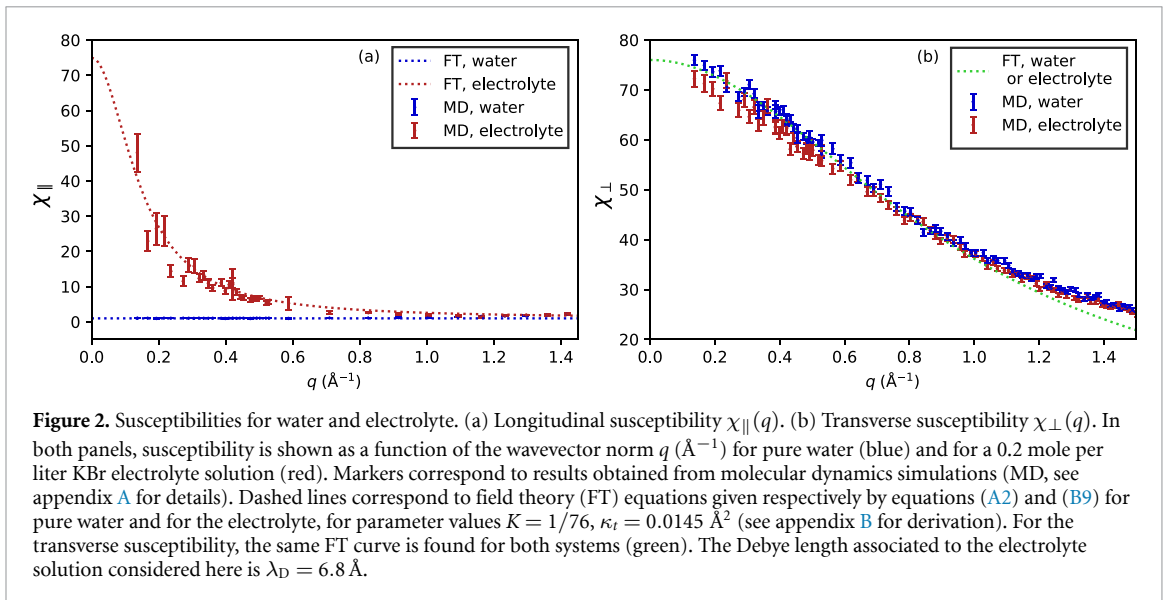 80
70
60
50
40
30
20
10
0
χ∥
(a)
FT, water
FT, electrolyte
MD, water
MD, electrolyte
0.0 0.2 0.4 0.6 0.8 1.0 1.2 1.4
q (Å⁻¹)
80
70
60
50
40
30
20
χ⊥
(b)
FT, water
or electrolyte
MD, water
MD, electrolyte
0.0 0.2 0.4 0.6 0.8 1.0 1.2 1.4
q (Å⁻¹)
Figure 2. Susceptibilities for water and electrolyte. (a) Longitudinal susceptibility χ∥(q). (b) Transverse susceptibility χ⊥(q). In
both panels, susceptibility is shown as a function of the wavevector norm q (Å⁻¹) for pure water (blue) and for a 0.2 mole per
liter KBr electrolyte solution (red). Markers correspond to results obtained from molecular dynamics simulations (MD, see
appendix A for details). Dashed lines correspond to field theory (FT) equations given respectively by equations (A2) and (B9) for
pure water and for the electrolyte, for parameter values K = 1/76, κₜ = 0.0145 Å² (see appendix B for derivation). For the
transverse susceptibility, the same FT curve is found for both systems (green). The Debye length associated to the electrolyte
solution considered here is λ_D = 6.8 Å.